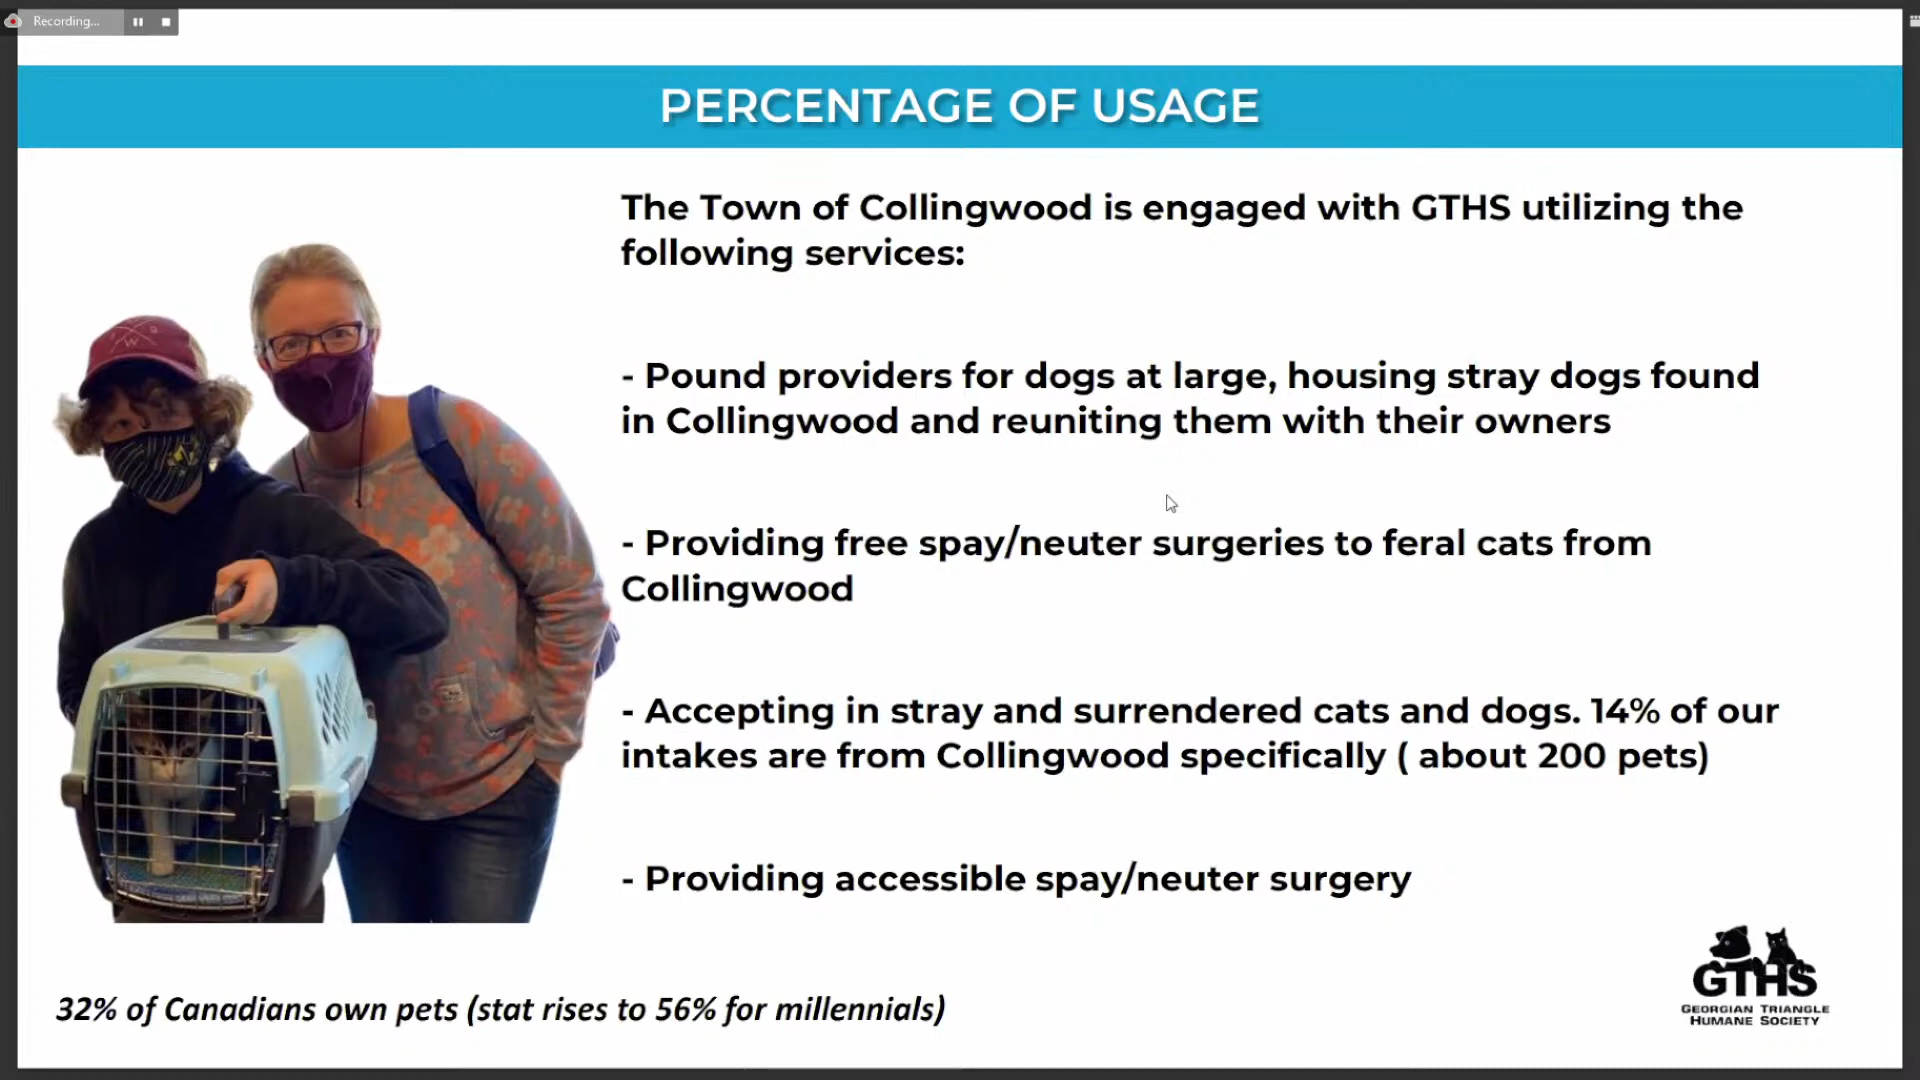 Recording...
PERCENTAGE OF USAGE
The Town of Collingwood is engaged with GTHS utilizing the
following services:
- Pound providers for dogs at large, housing stray dogs found
in Collingwood and reuniting them with their owners
- Providing free spay/neuter surgeries to feral cats from
Collingwood
- Accepting in stray and surrendered cats and dogs. 14% of our
intakes are from Collingwood specifically ( about 200 pets)
- Providing accessible spay/neuter surgery
32% of Canadians own pets (stat rises to 56% for millennials)
GTHS
GEORGIAN TRIANGLE
HUMANE SOCIETY